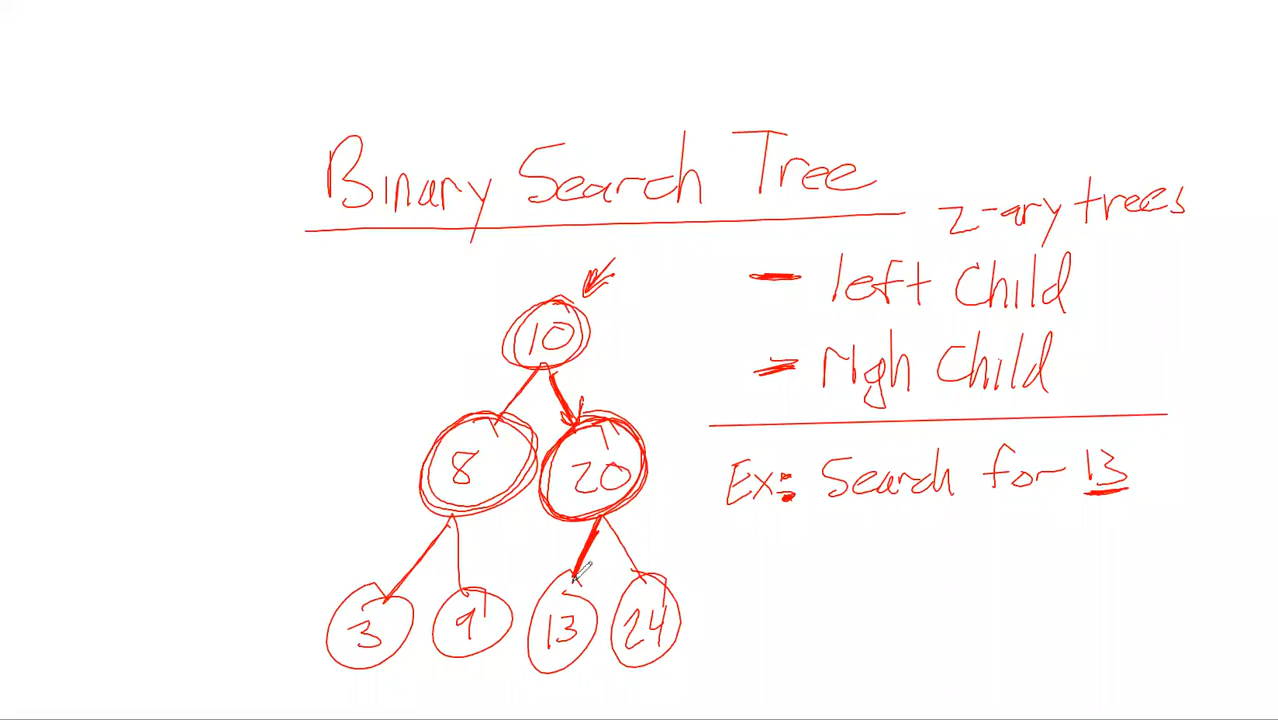 Binary Search Tree
2-ary trees
- left Child
- righ Child
Ex: Search for 13
10
8 20
3 9 13 24